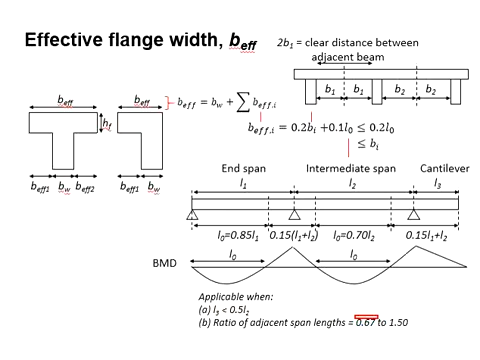 Effective flange width, beff
2b1 = clear distance between
adjacent beam
b1 b1 b2 b2
beff beff
beff = bw + ∑ beff,i
hf
beff,i = 0.2bi +0.1l0 ≤ 0.2l0
≤ bi
beff1 bw beff2 beff1 bw
End span Intermediate span Cantilever
l1 l2 l3
l0=0.85l1 0.15(l1+l2) l0=0.70l2 0.15l1+l2
l0 l0
BMD
Applicable when:
(a) l3 < 0.5l2
(b) Ratio of adjacent span lengths = 0.67 to 1.50